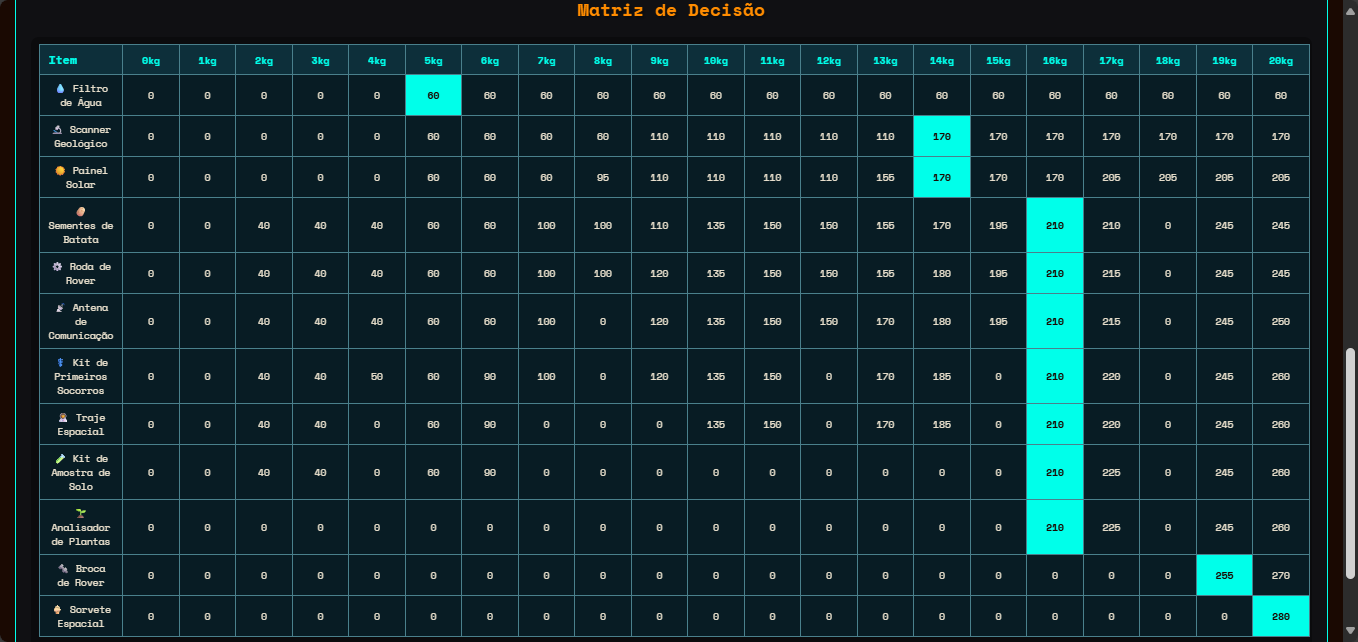 Matriz de Decisão
Item 0kg 1kg 2kg 3kg 4kg 5kg 6kg 7kg 8kg 9kg 10kg 11kg 12kg 13kg 14kg 15kg 16kg 17kg 18kg 19kg 20kg
💧 Filtro
de Água
0 0 0 0 0 60 60 60 60 60 60 60 60 60 60 60 60 60 60 60 60
🔬 Scanner
Geológico
0 0 0 0 0 60 60 60 60 110 110 110 110 110 170 170 170 170 170 170 170
Painel
Solar
0 0 0 0 0 60 60 60 95 110 110 110 110 155 170 170 170 205 205 205 205
🥔
Sementes de
Batata
0 0 40 40 40 60 60 100 100 110 135 150 150 155 170 195 210 210 0 245 245
⚙️ Roda de
Rover
0 0 40 40 40 60 60 100 100 120 135 150 150 155 180 195 210 215 0 245 245
📡 Antena
de
Comunicação
0 0 40 40 40 60 60 100 0 120 135 150 150 170 180 195 210 215 0 245 250
⚕️ Kit de
Primeiros
Socorros
0 0 40 40 50 60 90 100 0 120 135 150 0 170 185 0 210 220 0 245 260
Traje
Espacial
0 0 40 40 0 60 90 0 0 0 135 150 0 170 185 0 210 220 0 245 260
🧪 Kit de
Amostra de
Solo
0 0 40 40 0 60 90 0 0 0 0 0 0 0 0 0 210 225 0 245 260
🌱
Analisador
de Plantas
0 0 0 0 0 0 0 0 0 0 0 0 0 0 0 0 210 225 0 245 260
🔩 Broca
de Rover
0 0 0 0 0 0 0 0 0 0 0 0 0 0 0 0 0 0 0 255 270
🍦 Sorvete
Espacial
0 0 0 0 0 0 0 0 0 0 0 0 0 0 0 0 0 0 0 0 280